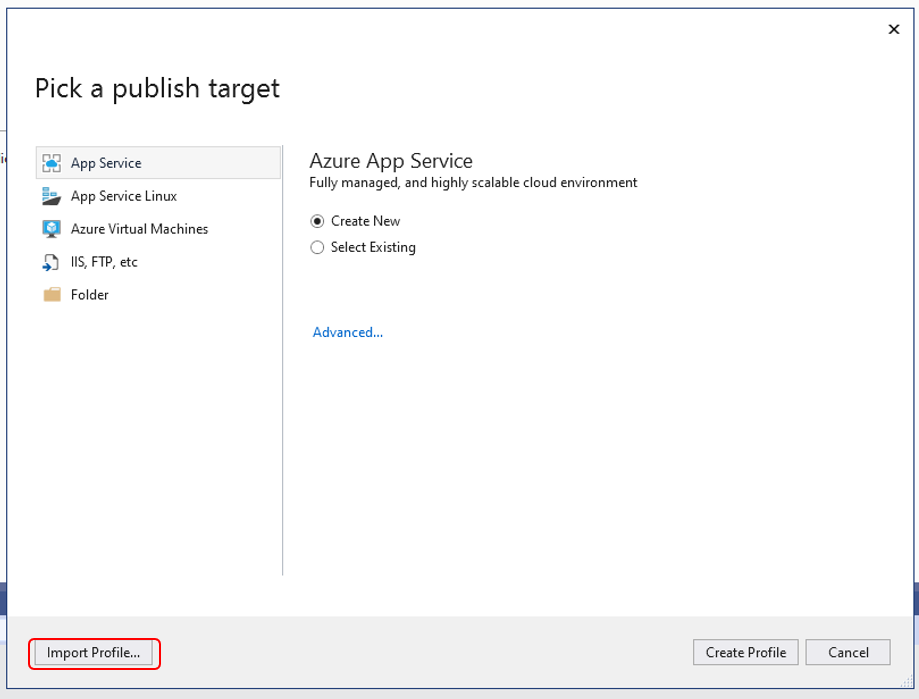 Pick a publish target
App Service
App Service Linux
Azure Virtual Machines
IIS, FTP, etc
Folder
Azure App Service
Fully managed, and highly scalable cloud environment
Create New
Select Existing
Advanced...
Import Profile...
Create Profile
Cancel